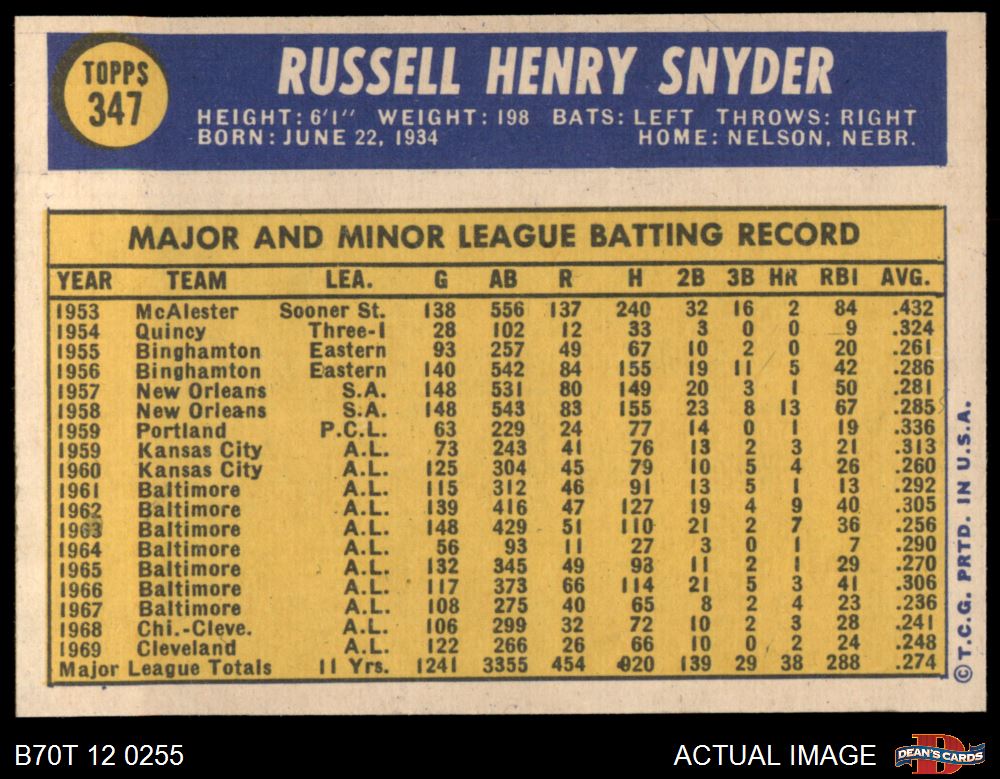 TOPPS
347
RUSSELL HENRY SNYDER
HEIGHT: 6'1" WEIGHT: 198 BATS: LEFT THROWS: RIGHT
BORN: JUNE 22, 1934 HOME: NELSON, NEBR.
MAJOR AND MINOR LEAGUE BATTING RECORD
YEAR TEAM LEA. G AB R H 2B 3B HR RBI AVG.
1953 McAlester Sooner St. 138 556 137 240 32 16 2 84 .432
1954 Quincy Three-I 28 102 12 33 3 0 0 9 .324
1955 Binghamton Eastern 93 257 49 67 10 2 0 20 .261
1956 Binghamton Eastern 140 542 84 155 19 11 5 42 .286
1957 New Orleans S.A. 148 531 80 149 20 3 1 50 .281
1958 New Orleans S.A. 148 543 83 155 23 8 13 67 .285
1959 Portland P.C.L. 63 229 24 77 14 0 1 19 .336
1959 Kansas City A.L. 73 243 41 76 13 2 3 21 .313
1960 Kansas City A.L. 125 304 45 79 10 5 4 26 .260
1961 Baltimore A.L. 115 312 46 91 13 5 1 13 .292
1962 Baltimore A.L. 139 416 47 127 19 4 9 40 .305
1963 Baltimore A.L. 148 429 51 110 21 2 7 36 .256
1964 Baltimore A.L. 56 93 11 27 3 0 1 7 .290
1965 Baltimore A.L. 132 345 49 93 11 2 1 29 .270
1966 Baltimore A.L. 117 373 66 114 21 5 3 41 .306
1967 Baltimore A.L. 108 275 40 65 8 2 4 23 .236
1968 Chi.-Cleve. A.L. 106 299 32 72 10 2 3 28 .241
1969 Cleveland A.L. 122 266 26 66 10 0 2 24 .248
Major League Totals 11 Yrs. 1241 3355 454 920 139 29 38 288 .274
© T.C.G. PRTD. IN U.S.A.
B70T 12 0255
ACTUAL IMAGE
DEAN'S CARDS